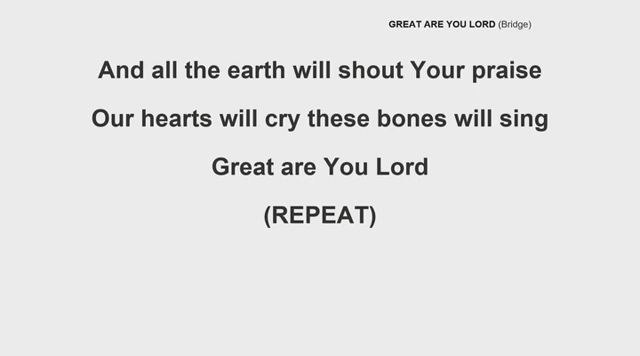 GREAT ARE YOU LORD (Bridge)
And all the earth will shout Your praise
Our hearts will cry these bones will sing
Great are You Lord
(REPEAT)